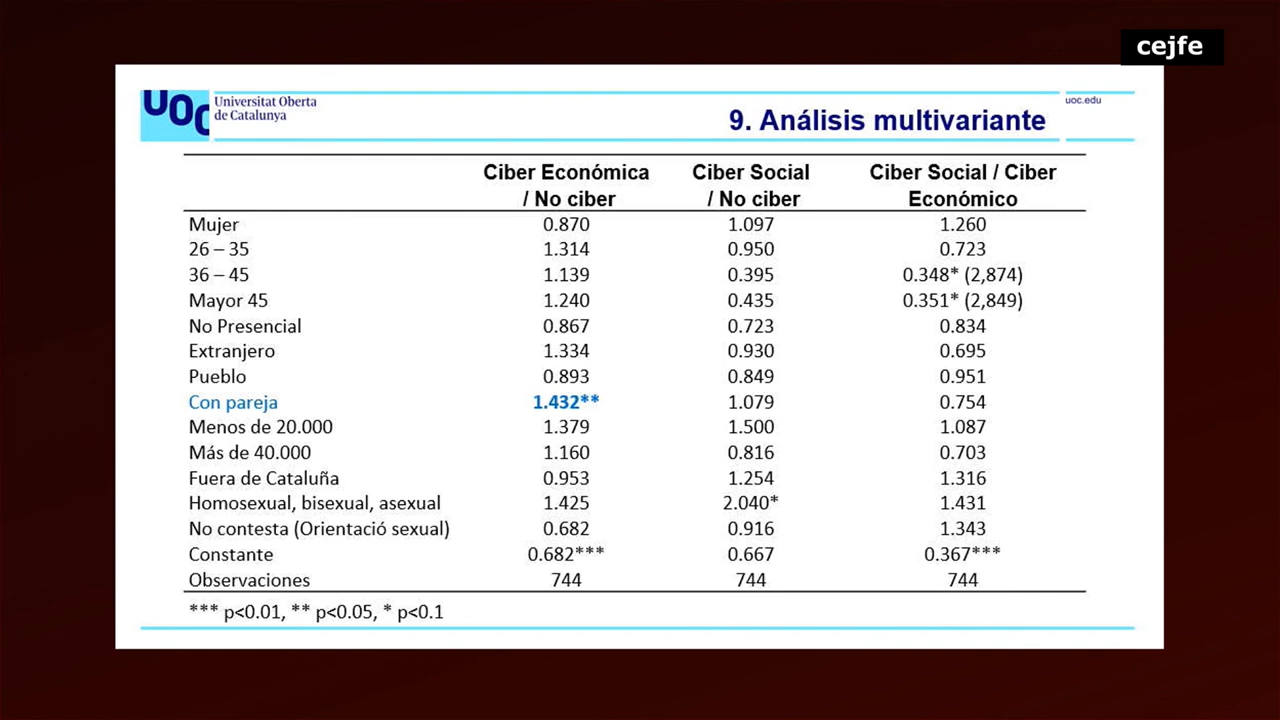 cejfe
UOC
Universitat Oberta
de Catalunya
uoc.edu
9. Análisis multivariante
Ciber Económica / No ciber Ciber Social / No ciber Ciber Social / Ciber Económico
Mujer 0.870 1.097 1.260
26 – 35 1.314 0.950 0.723
36 – 45 1.139 0.395 0.348* (2,874)
Mayor 45 1.240 0.435 0.351* (2,849)
No Presencial 0.867 0.723 0.834
Extranjero 1.334 0.930 0.695
Pueblo 0.893 0.849 0.951
Con pareja 1.432** 1.079 0.754
Menos de 20.000 1.379 1.500 1.087
Más de 40.000 1.160 0.816 0.703
Fuera de Cataluña 0.953 1.254 1.316
Homosexual, bisexual, asexual 1.425 2.040* 1.431
No contesta (Orientació sexual) 0.682 0.916 1.343
Constante 0.682*** 0.667 0.367***
Observaciones 744 744 744
*** p<0.01, ** p<0.05, * p<0.1